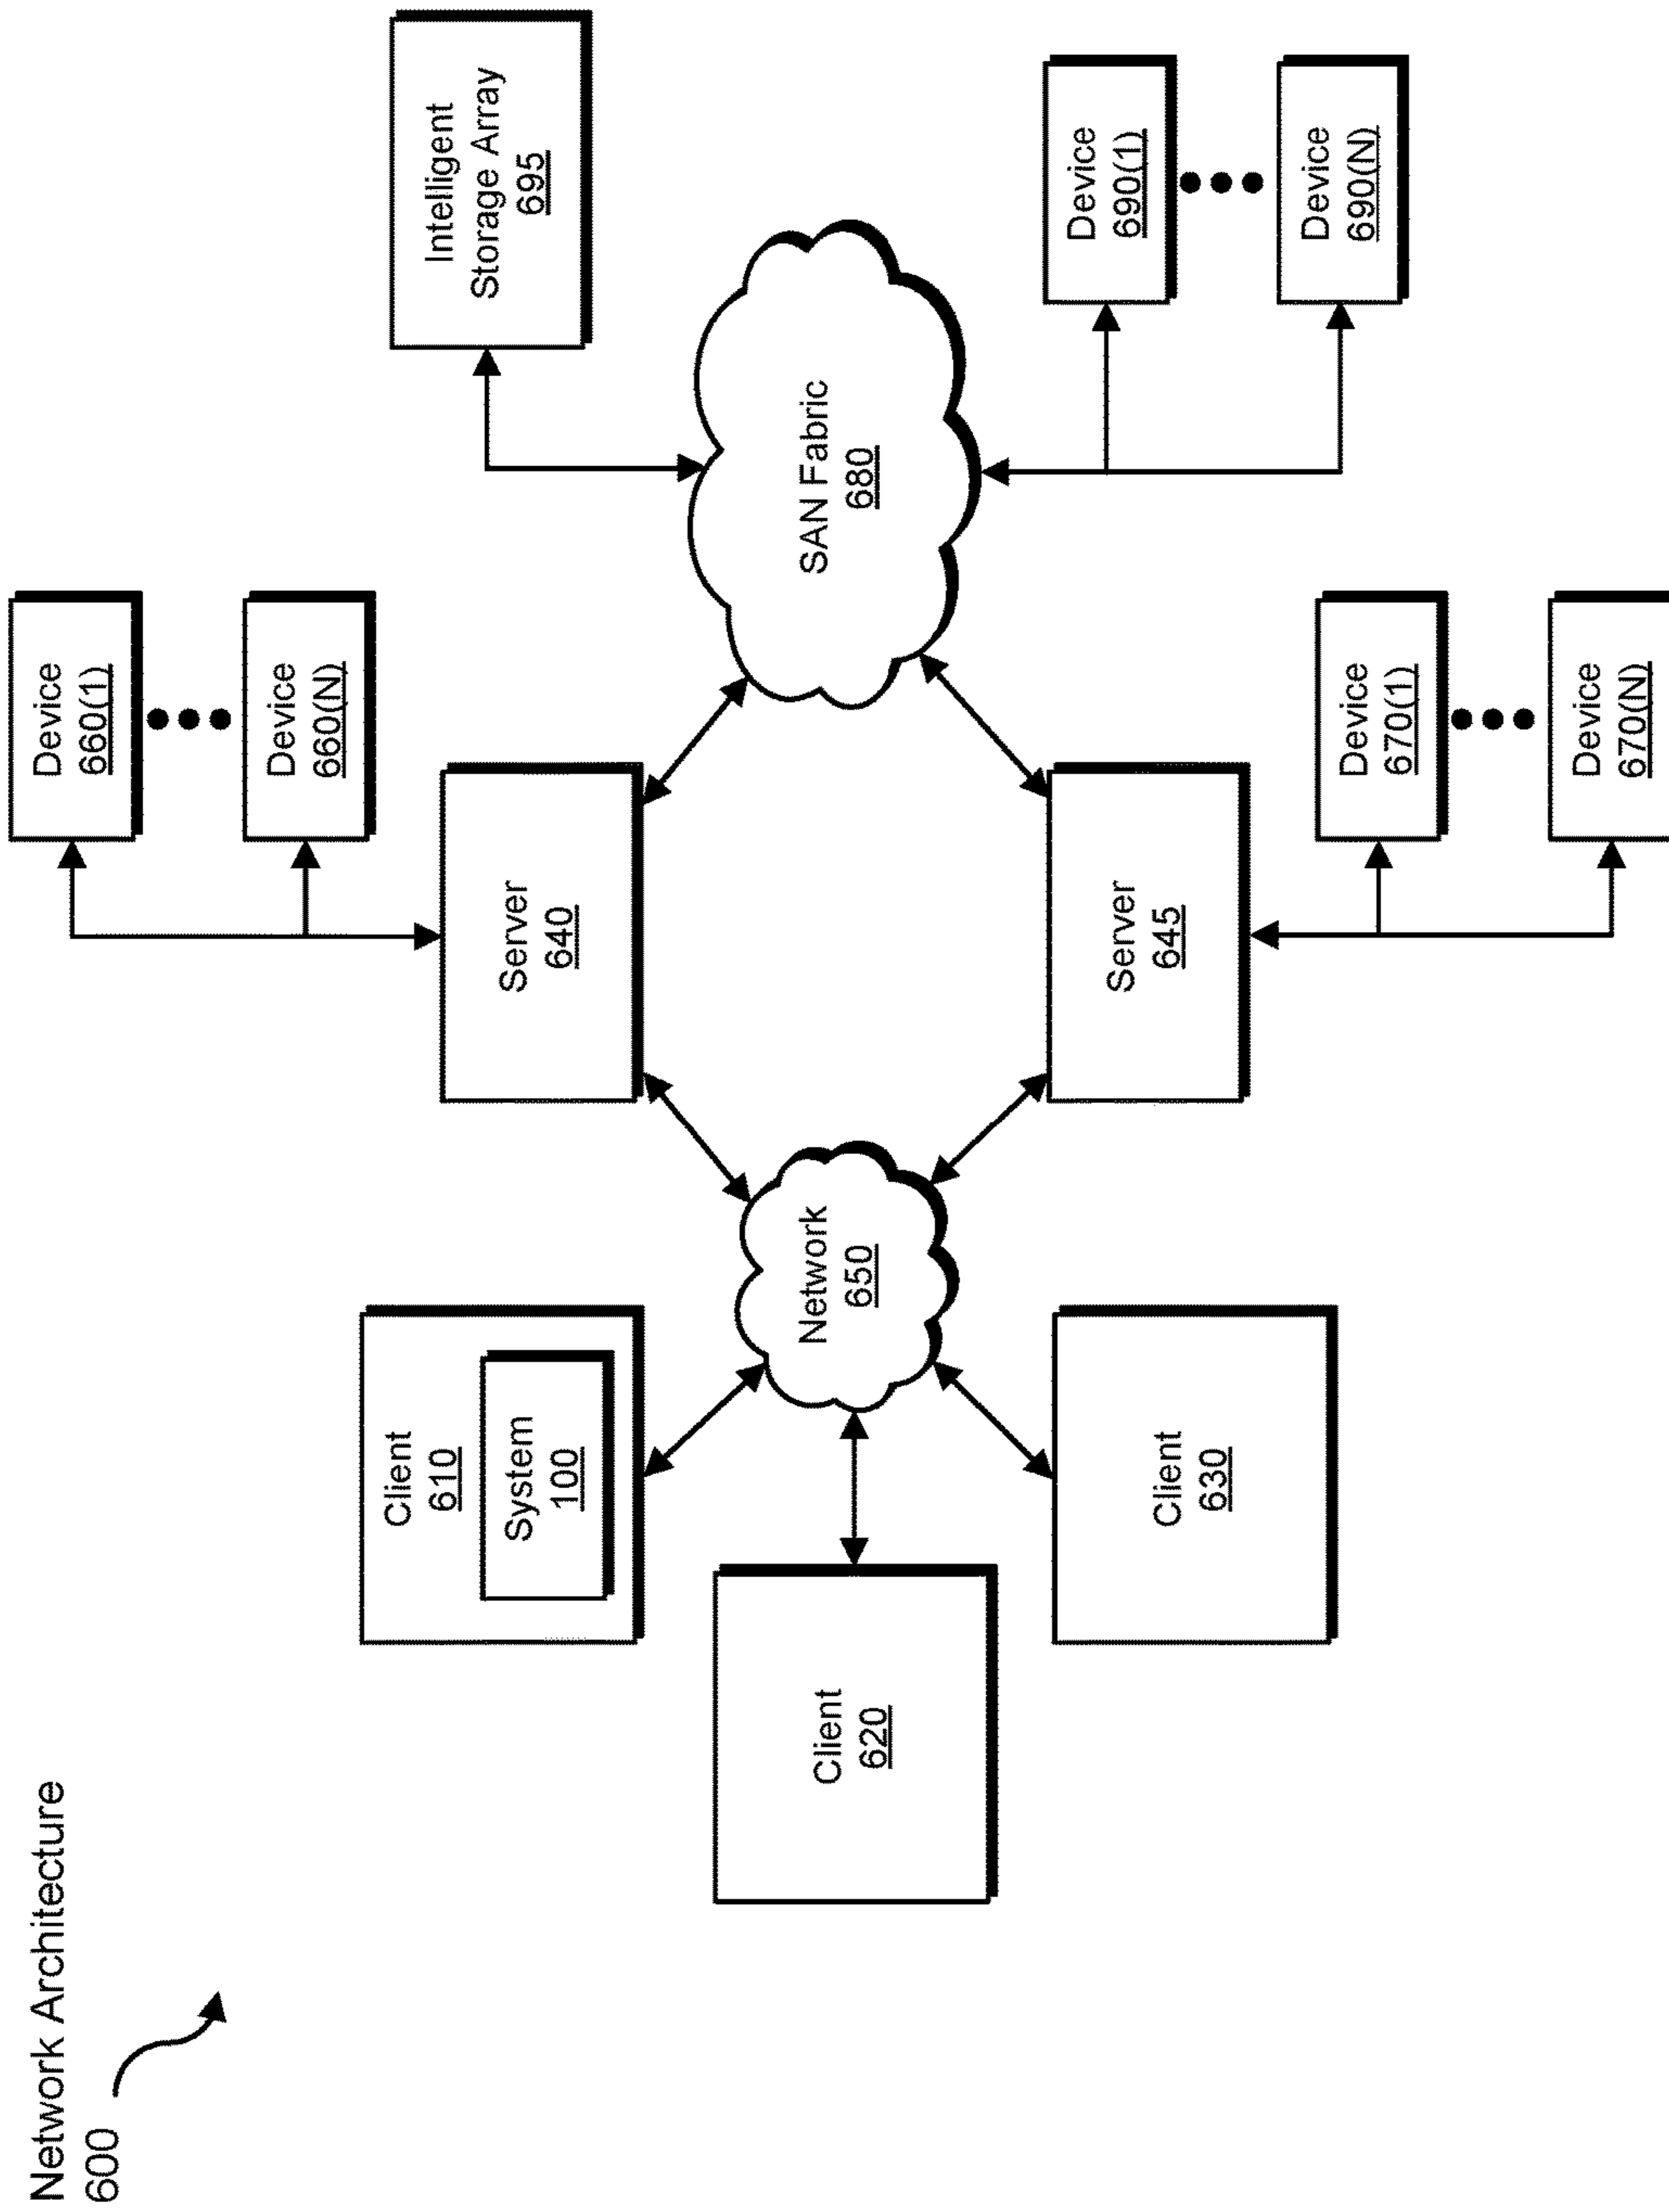 Network Architecture
600
Client
610
System
100
Client
620
Client
630
Network
650
Server
640
Server
645
Device
660(1)
Device
660(N)
Device
670(1)
Device
670(N)
SAN Fabric
680
Intelligent
Storage Array
695
Device
690(1)
Device
690(N)